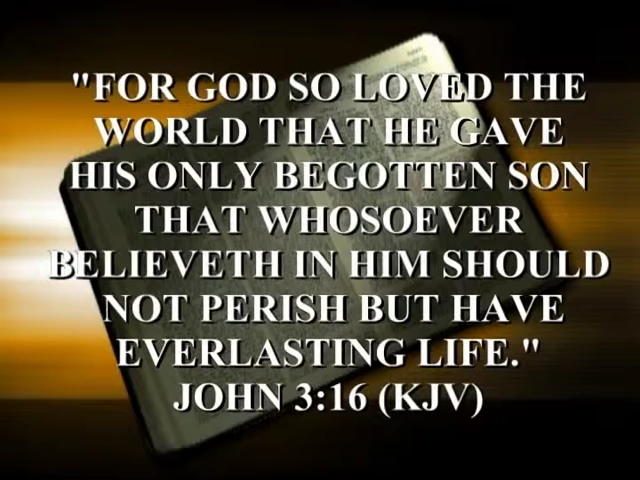 "FOR GOD SO LOVED THE
WORLD THAT HE GAVE
HIS ONLY BEGOTTEN SON
THAT WHOSOEVER
BELIEVETH IN HIM SHOULD
NOT PERISH BUT HAVE
EVERLASTING LIFE."
JOHN 3:16 (KJV)